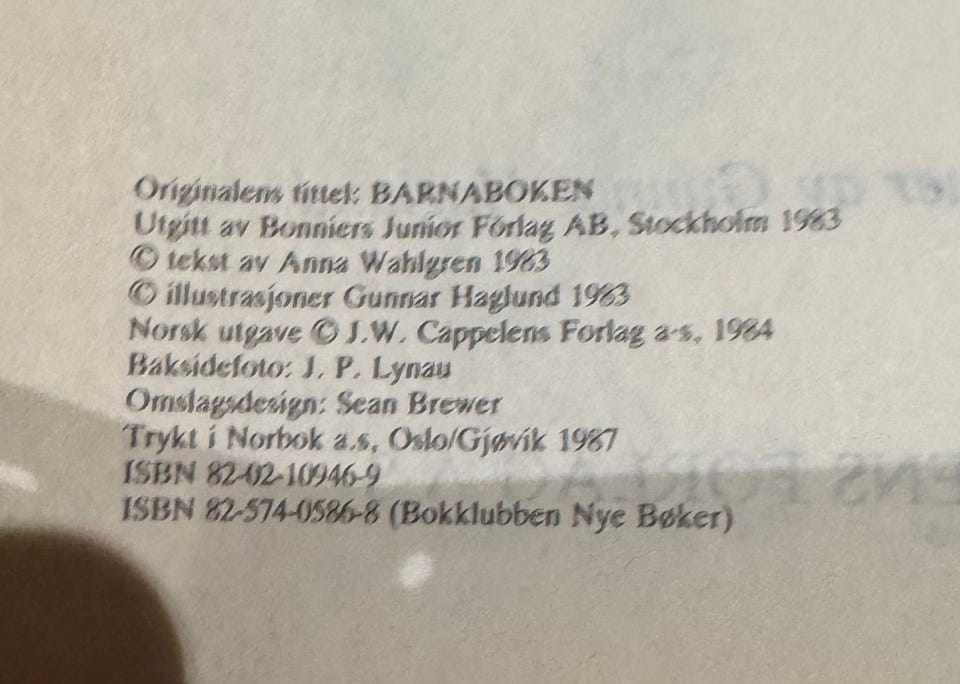 Originalens tittel: BARNABOKEN
Utgitt av Bonniers Junior Förlag AB, Stockholm 1983
© tekst av Anna Wahlgren 1983
© illustrasjoner Gunnar Haglund 1983
Norsk utgave © J.W. Cappelens Forlag a·s, 1984
Baksidefoto: J. P. Lynau
Omslagsdesign: Sean Brewer
Trykt i Norbok a.s, Oslo/Gjøvik 1987
ISBN 82-02-10946-9
ISBN 82-574-0586-8 (Bokklubben Nye Bøker)